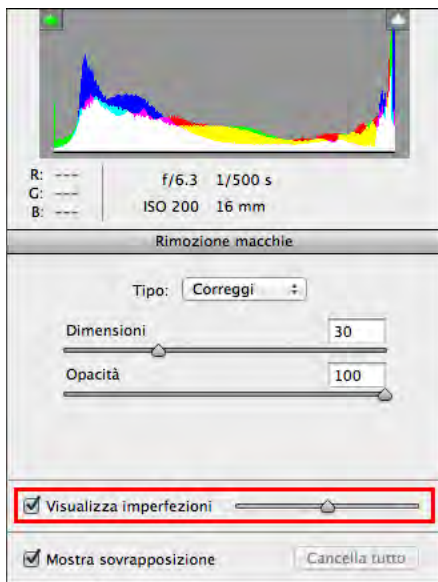 R: ---
G: ---
B: ---
f/6.3 1/500 s
ISO 200 16 mm
Rimozione macchie
Tipo: Correggi
Dimensioni 30
Opacità 100
Visualizza imperfezioni
Mostra sovrapposizione Cancella tutto